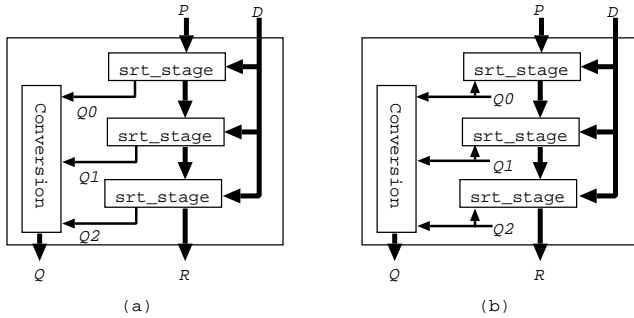 P D
srt_stage
Q0
srt_stage
Conversion
Q1
srt_stage
Q2
Q R
(a)
P D
srt_stage
Q0
srt_stage
Conversion
Q1
srt_stage
Q2
Q R
(b)